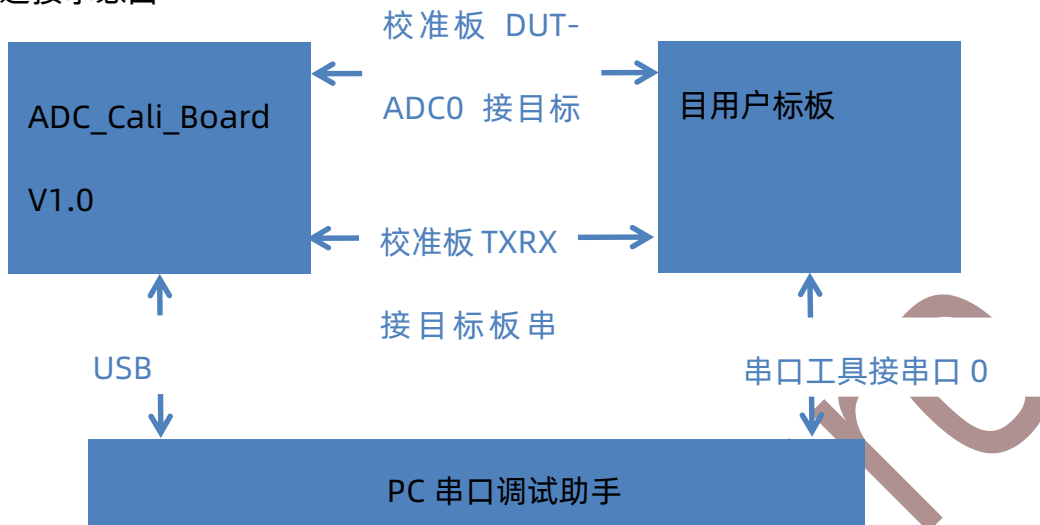 校准板 DUT-
ADC0 接目标
ADC_Cali_Board
V1.0
目用户标板
校准板 TXRX
接目标板串
USB
串口工具接串口 0
PC 串口调试助手